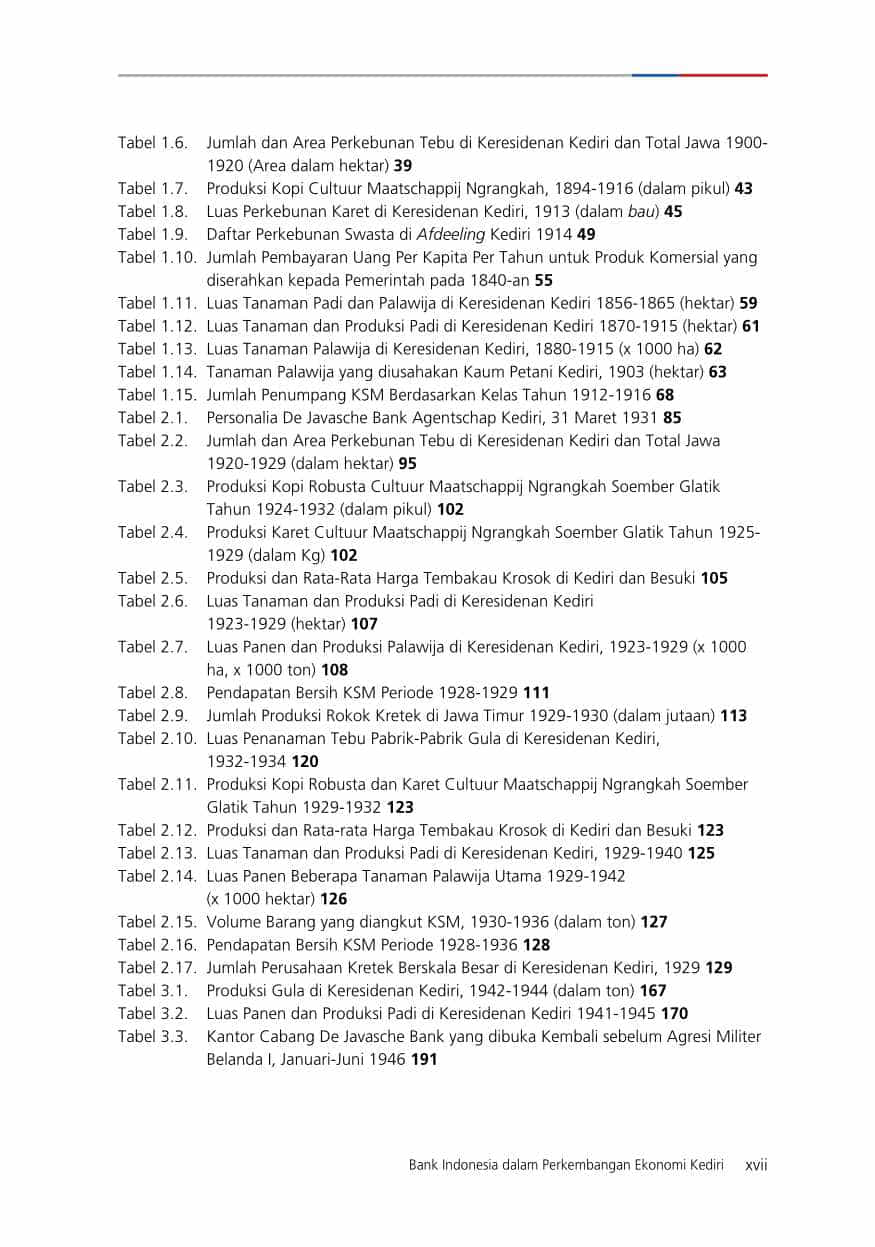 Tabel 1.6. Jumlah dan Area Perkebunan Tebu di Keresidenan Kediri dan Total Jawa 1900-
1920 (Area dalam hektar) 39
Tabel 1.7. Produksi Kopi Cultuur Maatschappij Ngrangkah, 1894-1916 (dalam pikul) 43
Tabel 1.8. Luas Perkebunan Karet di Keresidenan Kediri, 1913 (dalam bau) 45
Tabel 1.9. Daftar Perkebunan Swasta di Afdeeling Kediri 1914 49
Tabel 1.10. Jumlah Pembayaran Uang Per Kapita Per Tahun untuk Produk Komersial yang
diserahkan kepada Pemerintah pada 1840-an 55
Tabel 1.11. Luas Tanaman Padi dan Palawija di Keresidenan Kediri 1856-1865 (hektar) 59
Tabel 1.12. Luas Tanaman dan Produksi Padi di Keresidenan Kediri 1870-1915 (hektar) 61
Tabel 1.13. Luas Tanaman Palawija di Keresidenan Kediri, 1880-1915 (x 1000 ha) 62
Tabel 1.14. Tanaman Palawija yang diusahakan Kaum Petani Kediri, 1903 (hektar) 63
Tabel 1.15. Jumlah Penumpang KSM Berdasarkan Kelas Tahun 1912-1916 68
Tabel 2.1. Personalia De Javasche Bank Agentschap Kediri, 31 Maret 1931 85
Tabel 2.2. Jumlah dan Area Perkebunan Tebu di Keresidenan Kediri dan Total Jawa
1920-1929 (dalam hektar) 95
Tabel 2.3. Produksi Kopi Robusta Cultuur Maatschappij Ngrangkah Soember Glatik
Tahun 1924-1932 (dalam pikul) 102
Tabel 2.4. Produksi Karet Cultuur Maatschappij Ngrangkah Soember Glatik Tahun 1925-
1929 (dalam Kg) 102
Tabel 2.5. Produksi dan Rata-Rata Harga Tembakau Krosok di Kediri dan Besuki 105
Tabel 2.6. Luas Tanaman dan Produksi Padi di Keresidenan Kediri
1923-1929 (hektar) 107
Tabel 2.7. Luas Panen dan Produksi Palawija di Keresidenan Kediri, 1923-1929 (x 1000
ha, x 1000 ton) 108
Tabel 2.8. Pendapatan Bersih KSM Periode 1928-1929 111
Tabel 2.9. Jumlah Produksi Rokok Kretek di Jawa Timur 1929-1930 (dalam jutaan) 113
Tabel 2.10. Luas Penanaman Tebu Pabrik-Pabrik Gula di Keresidenan Kediri,
1932-1934 120
Tabel 2.11. Produksi Kopi Robusta dan Karet Cultuur Maatschappij Ngrangkah Soember
Glatik Tahun 1929-1932 123
Tabel 2.12. Produksi dan Rata-rata Harga Tembakau Krosok di Kediri dan Besuki 123
Tabel 2.13. Luas Tanaman dan Produksi Padi di Keresidenan Kediri, 1929-1940 125
Tabel 2.14. Luas Panen Beberapa Tanaman Palawija Utama 1929-1942
(x 1000 hektar) 126
Tabel 2.15. Volume Barang yang diangkut KSM, 1930-1936 (dalam ton) 127
Tabel 2.16. Pendapatan Bersih KSM Periode 1928-1936 128
Tabel 2.17. Jumlah Perusahaan Kretek Berskala Besar di Keresidenan Kediri, 1929 129
Tabel 3.1. Produksi Gula di Keresidenan Kediri, 1942-1944 (dalam ton) 167
Tabel 3.2. Luas Panen dan Produksi Padi di Keresidenan Kediri 1941-1945 170
Tabel 3.3. Kantor Cabang De Javasche Bank yang dibuka Kembali sebelum Agresi Militer
Belanda I, Januari-Juni 1946 191
Bank Indonesia dalam Perkembangan Ekonomi Kediri xvii